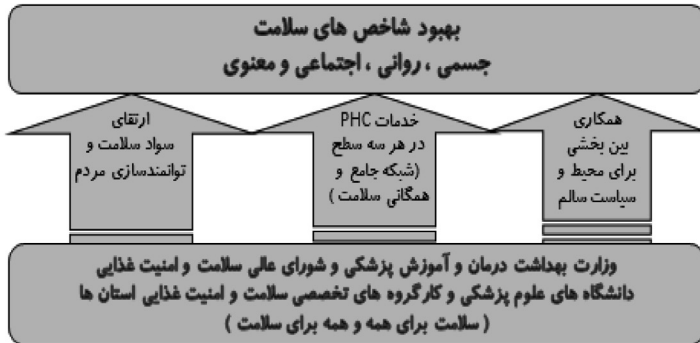 بهبود شاخص های سلامت
جسمی ، روانی ، اجتماعی و معنوی
همکاری
بین بخشی
برای محیط و
سیاست سالم
خدمات PHC
در هر سه سطح
(شبکه جامع و
همگانی سلامت )
ارتقای
سواد سلامت و
توانمندسازی مردم
وزارت بهداشت درمان و آموزش پزشکی و شورای عالی سلامت و امنیت غذایی
دانشگاه های علوم پزشکی و کارگروه های تخصصی سلامت و امنیت غذایی استان ها
( سلامت برای همه و همه برای سلامت )